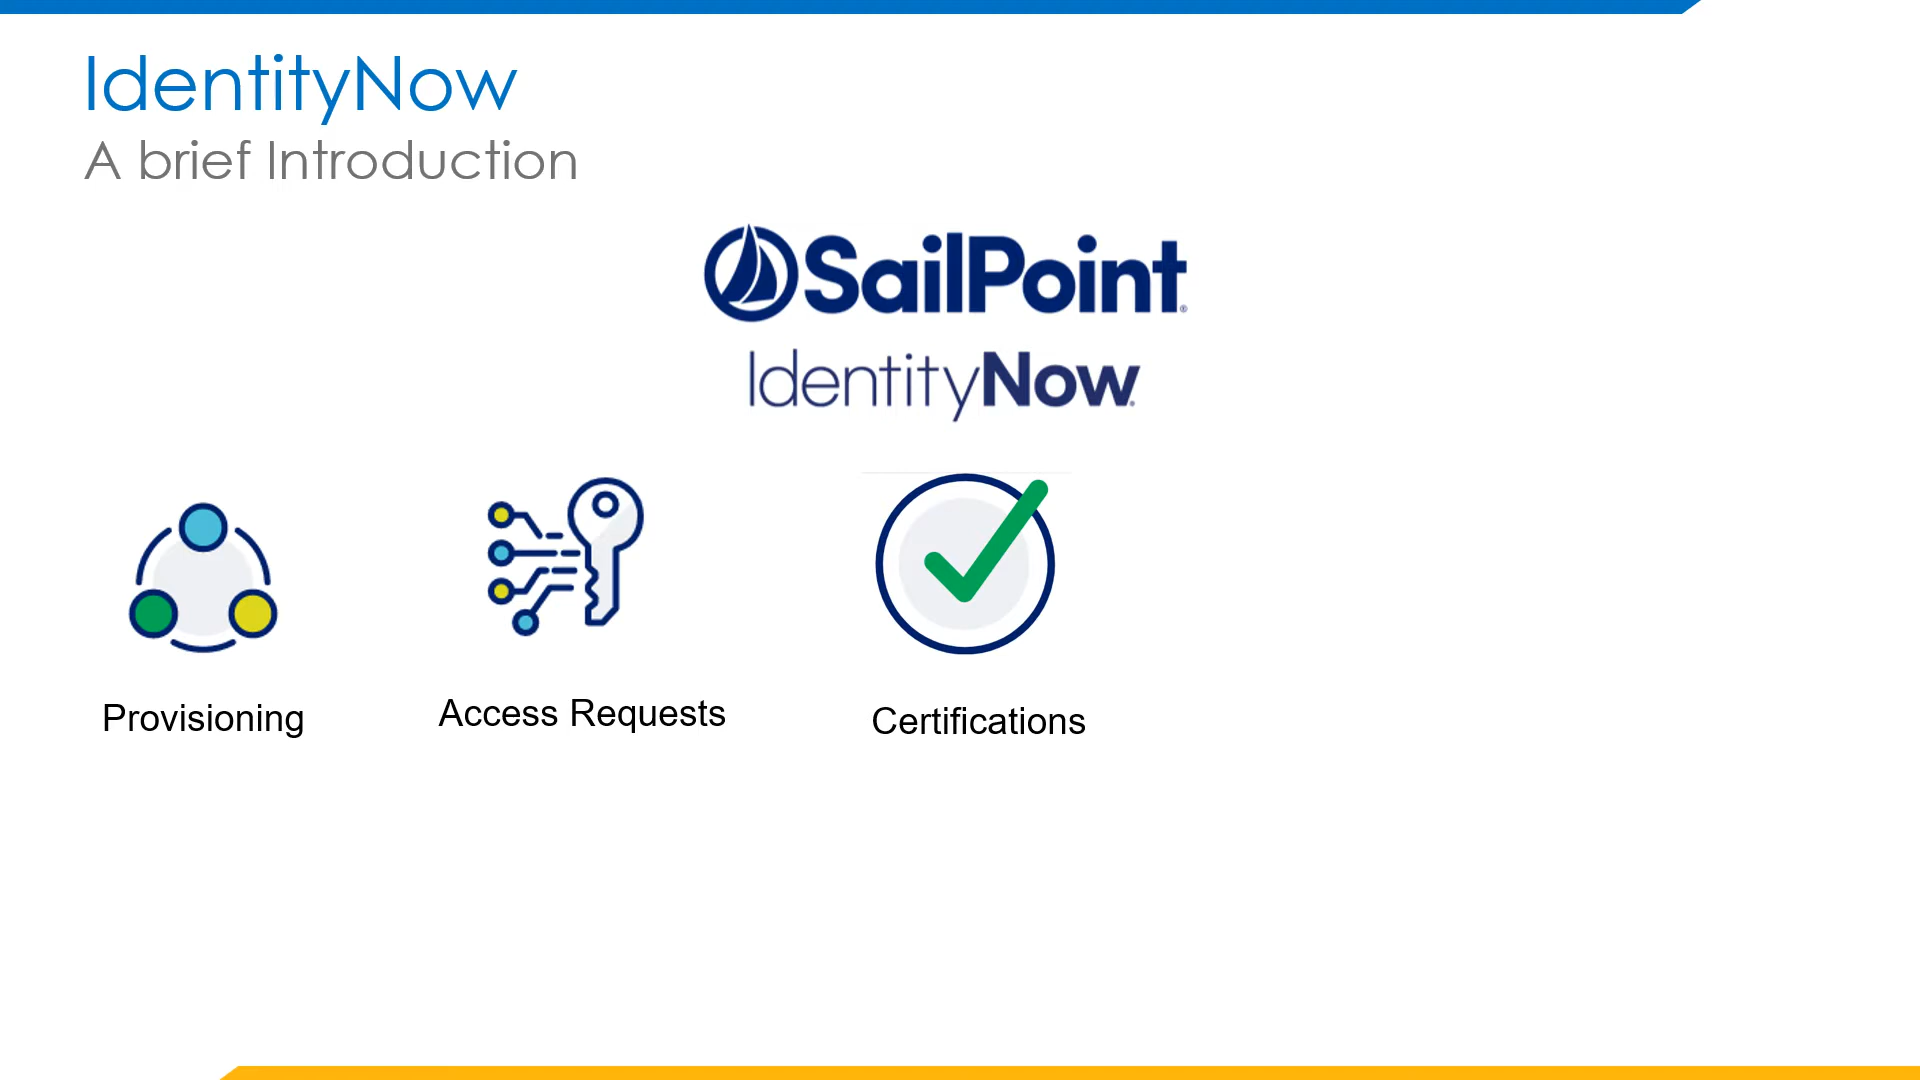 IdentityNow
A brief Introduction
SailPoint®
IdentityNow
Provisioning
Access Requests
Certifications